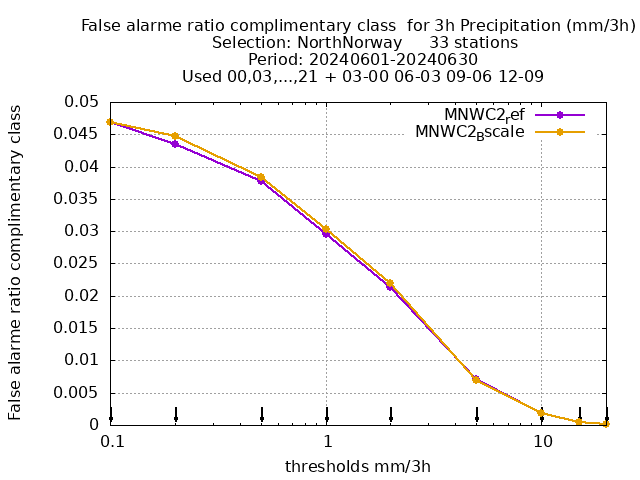 False alarme ratio complimentary class  for 3h Precipitation (mm/3h)
Selection: NorthNorway     33 stations
Period: 20240601-20240630
Used 00,03,...,21 + 03-00 06-03 09-06 12-09
MNWC2ref
MNWC2Bscale
False alarme ratio complimentary class
0.05
0.045
0.04
0.035
0.03
0.025
0.02
0.015
0.01
0.005
0
0.1 1 10
thresholds mm/3h